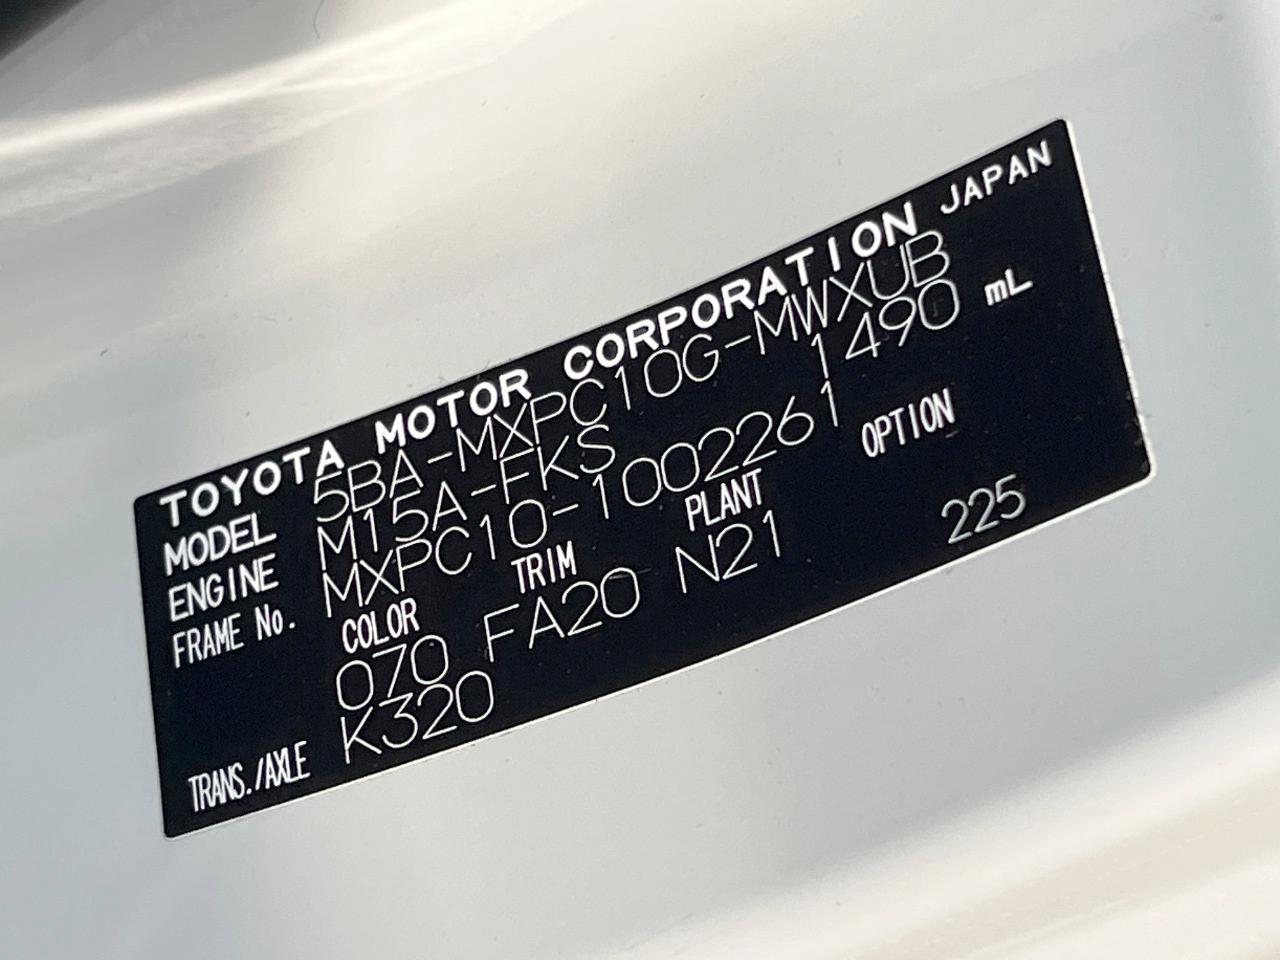 TOYOTA MOTOR CORPORATION JAPAN
MODEL 5BA-MXPC10G-MWXUB
ENGINE M15A-FKS 1490 mL
FRAME No. MXPC10-1002261
COLOR TRIM PLANT OPTION
070 FA20 N21 225
TRANS./AXLE K320